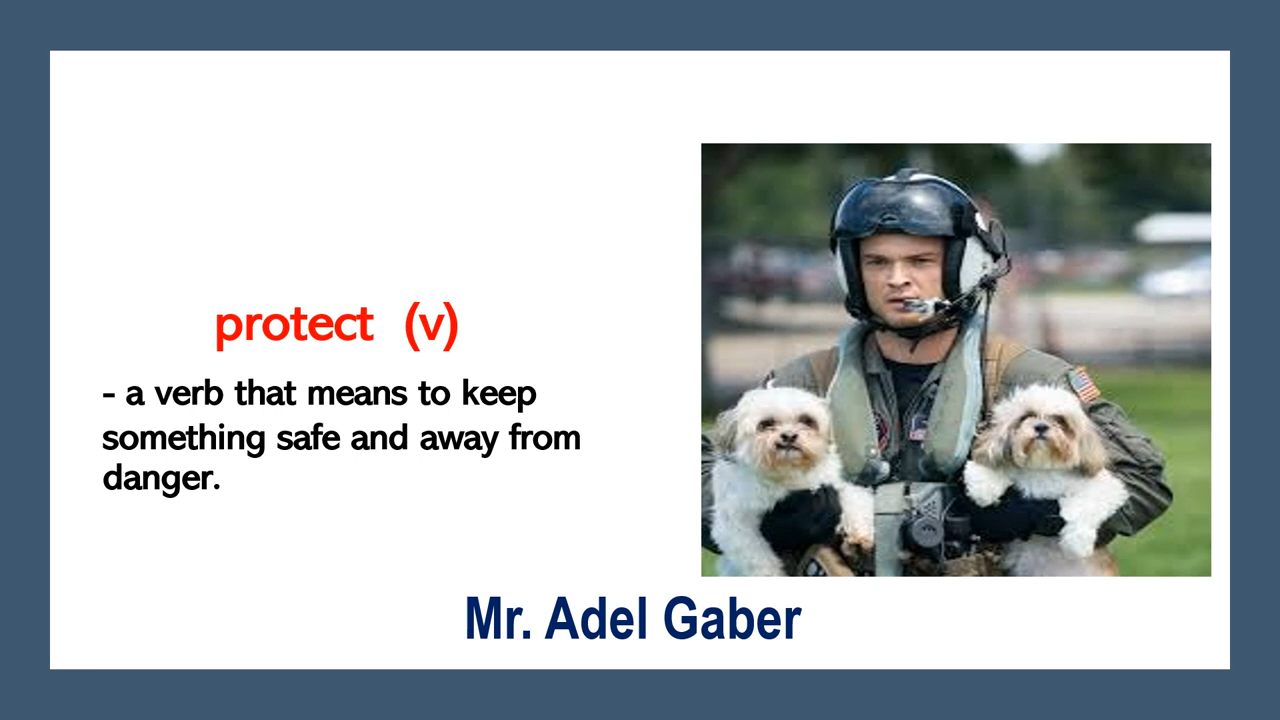 protect (v)
- a verb that means to keep
something safe and away from
danger.
Mr. Adel Gaber